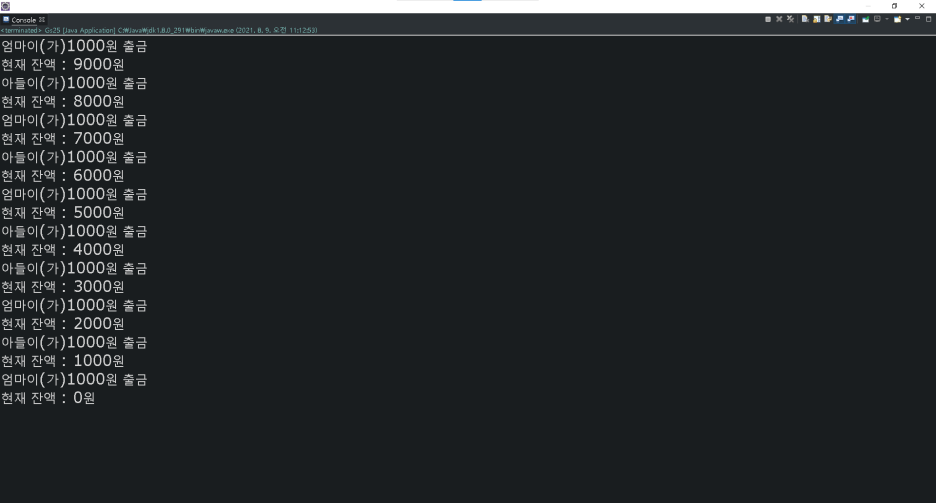 Console
<terminated> Gs25 [Java Application] C:\Java\jdk1.8.0_291\bin\javaw.exe (2021. 8. 9. 오전 11:12:53)
엄마이(가)1000원 출금
현재 잔액 : 9000원
아들이(가)1000원 출금
현재 잔액 : 8000원
엄마이(가)1000원 출금
현재 잔액 : 7000원
아들이(가)1000원 출금
현재 잔액 : 6000원
엄마이(가)1000원 출금
현재 잔액 : 5000원
아들이(가)1000원 출금
현재 잔액 : 4000원
아들이(가)1000원 출금
현재 잔액 : 3000원
엄마이(가)1000원 출금
현재 잔액 : 2000원
아들이(가)1000원 출금
현재 잔액 : 1000원
엄마이(가)1000원 출금
현재 잔액 : 0원